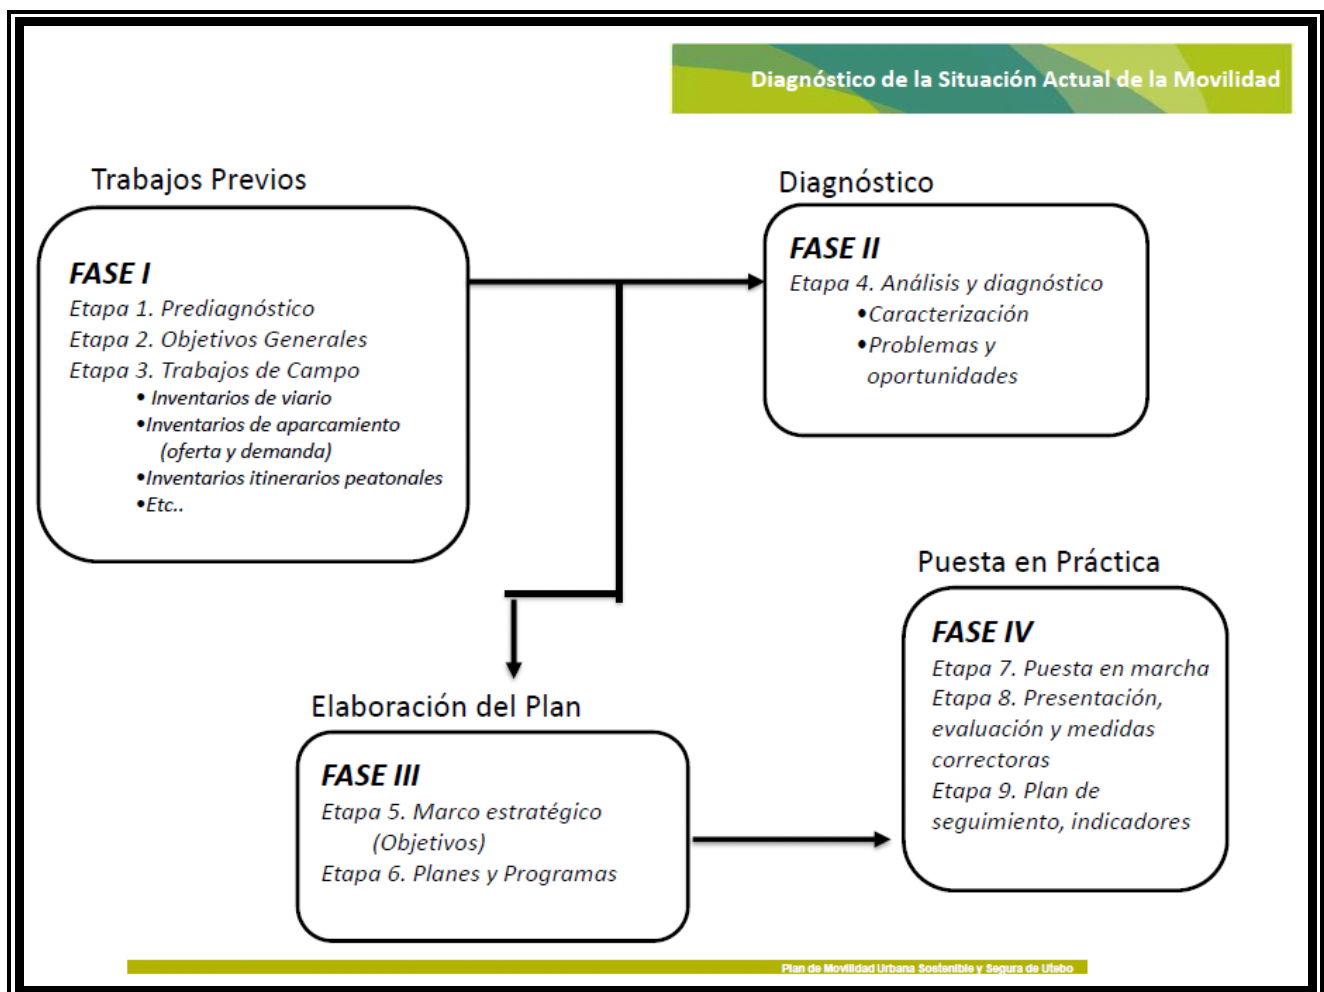 Diagnóstico de la Situación Actual de la Movilidad
Trabajos Previos
FASE I
Etapa 1. Prediagnóstico
Etapa 2. Objetivos Generales
Etapa 3. Trabajos de Campo
• Inventarios de viario
•Inventarios de aparcamiento
(oferta y demanda)
•Inventarios itinerarios peatonales
•Etc..
Diagnóstico
FASE II
Etapa 4. Análisis y diagnóstico
•Caracterización
•Problemas y
oportunidades
Elaboración del Plan
FASE III
Etapa 5. Marco estratégico
(Objetivos)
Etapa 6. Planes y Programas
Puesta en Práctica
FASE IV
Etapa 7. Puesta en marcha
Etapa 8. Presentación,
evaluación y medidas
correctoras
Etapa 9. Plan de
seguimiento, indicadores
Plan de Movilidad Urbana Sostenible y Segura de Utebo